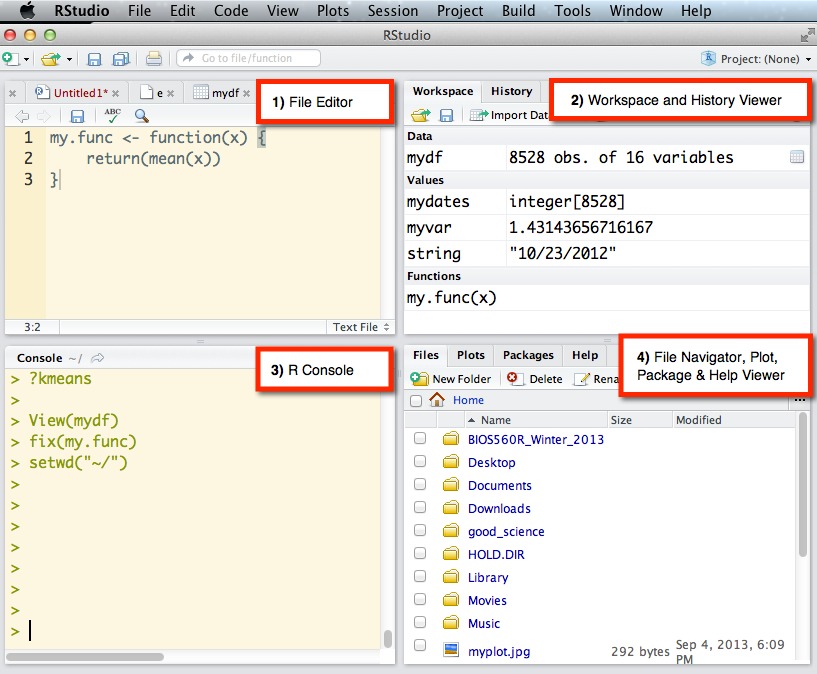 RStudio File Edit Code View Plots Session Project Build Tools Window Help
RStudio
Go to file/function
Project: (None)
Untitled1*
e
mydf
1) File Editor
ABC
1 my.func <- function(x) {
2 return(mean(x))
3 }
3:2
Text File
Workspace History
2) Workspace and History Viewer
Import Dat
Data
mydf 8528 obs. of 16 variables
Values
mydates integer[8528]
myvar 1.43143656716167
string "10/23/2012"
Functions
my.func(x)
Console ~/
3) R Console
> ?kmeans
>
> View(mydf)
> fix(my.func)
> setwd("~/")
>
>
>
>
>
>
>
>
Files Plots Packages Help
4) File Navigator, Plot,
Package & Help Viewer
New Folder Delete Rena
Home
Name Size Modified
BIOS560R_Winter_2013
Desktop
Documents
Downloads
good_science
HOLD.DIR
Library
Movies
Music
myplot.jpg 292 bytes Sep 4, 2013, 6:09
PM